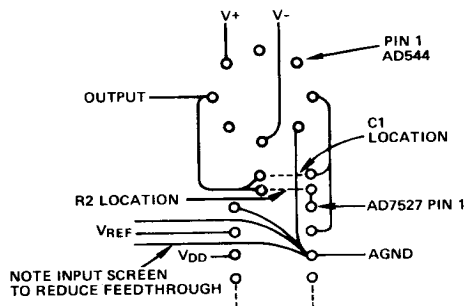 V+
V-
PIN 1
AD544
OUTPUT
C1
LOCATION
R2 LOCATION
AD7527 PIN 1
VREF
VDD
AGND
NOTE INPUT SCREEN
TO REDUCE FEEDTHROUGH